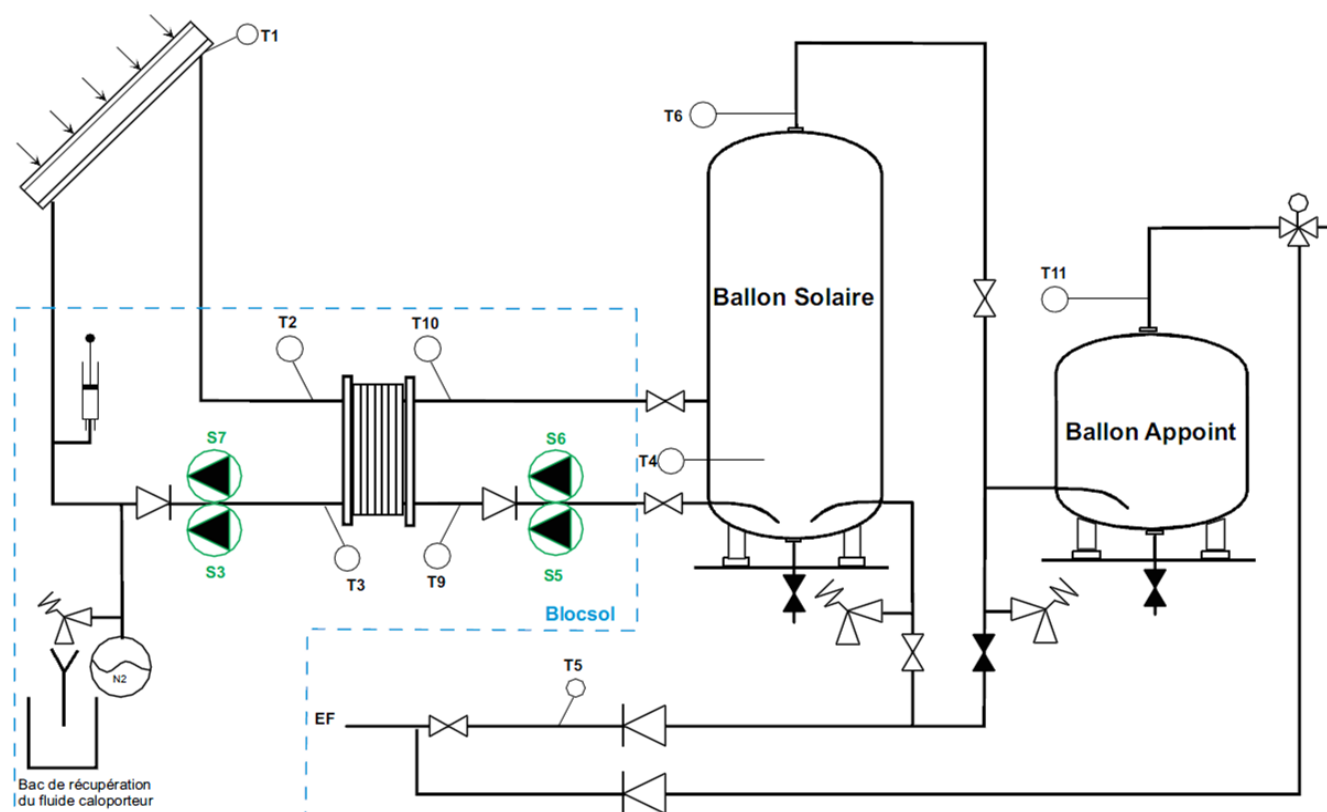 T1
T6
Ballon Solaire
T11
T2
T10
Ballon Appoint
S7
S6
T4
S3
T3
T9
S5
Blocsol
N2
T5
EF
Bac de récupération
du fluide caloporteur